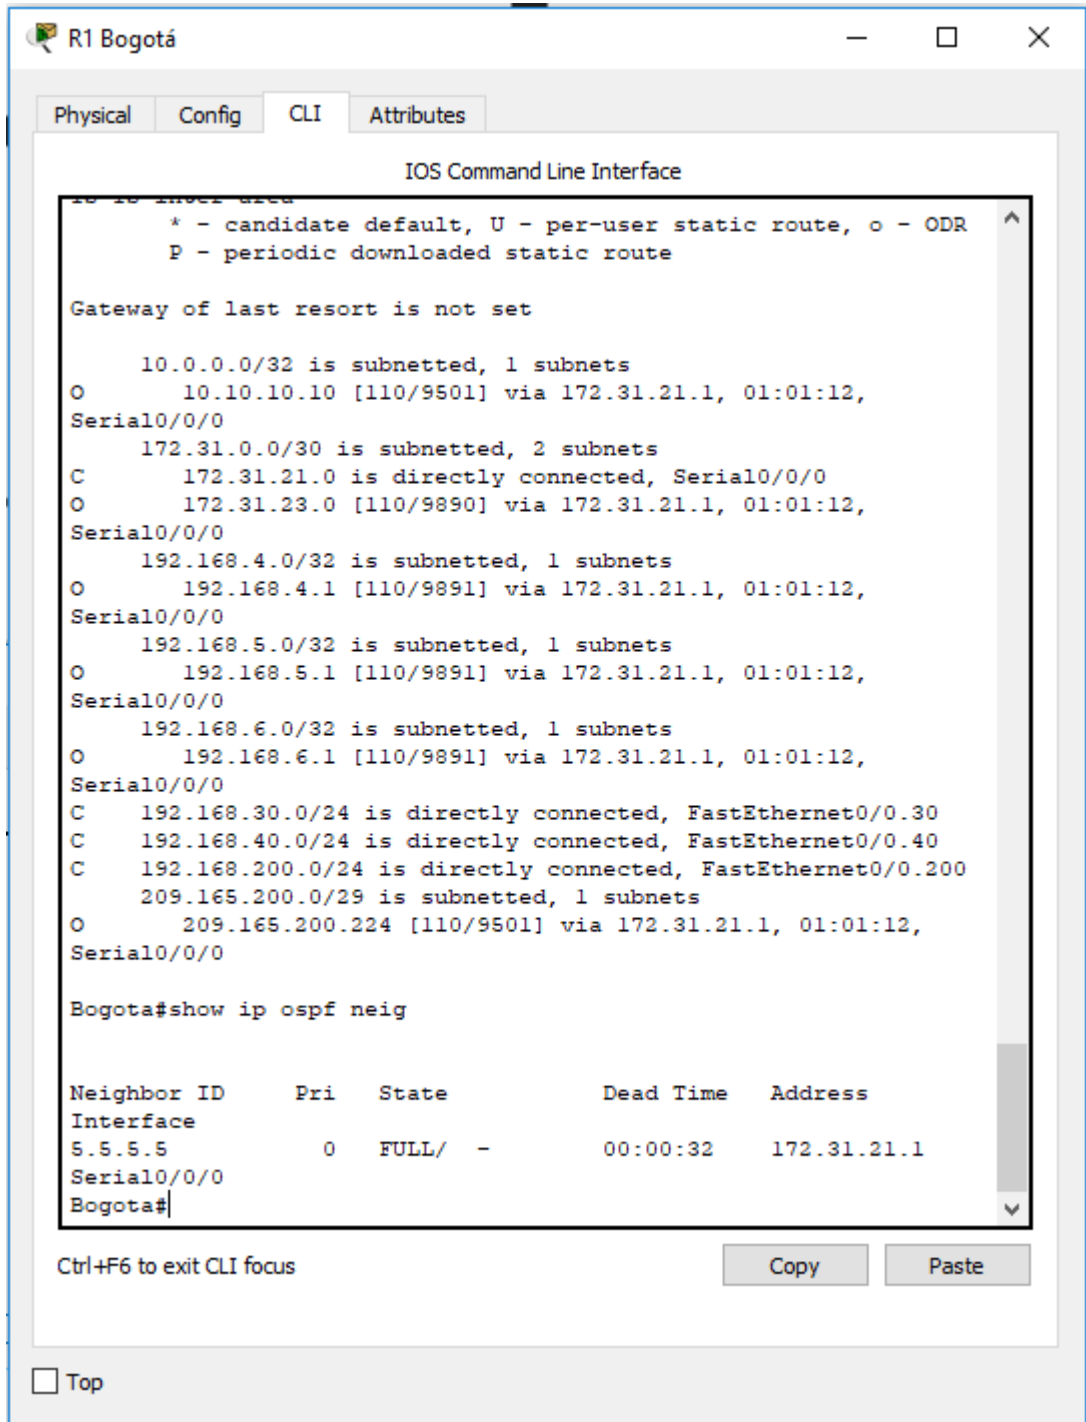 R1 Bogotá
Physical Config CLI Attributes
IOS Command Line Interface
* - candidate default, U - per-user static route, o - ODR
P - periodic downloaded static route
Gateway of last resort is not set
10.0.0.0/32 is subnetted, 1 subnets
O 10.10.10.10 [110/9501] via 172.31.21.1, 01:01:12,
Serial0/0/0
172.31.0.0/30 is subnetted, 2 subnets
C 172.31.21.0 is directly connected, Serial0/0/0
O 172.31.23.0 [110/9890] via 172.31.21.1, 01:01:12,
Serial0/0/0
192.168.4.0/32 is subnetted, 1 subnets
O 192.168.4.1 [110/9891] via 172.31.21.1, 01:01:12,
Serial0/0/0
192.168.5.0/32 is subnetted, 1 subnets
O 192.168.5.1 [110/9891] via 172.31.21.1, 01:01:12,
Serial0/0/0
192.168.6.0/32 is subnetted, 1 subnets
O 192.168.6.1 [110/9891] via 172.31.21.1, 01:01:12,
Serial0/0/0
C 192.168.30.0/24 is directly connected, FastEthernet0/0.30
C 192.168.40.0/24 is directly connected, FastEthernet0/0.40
C 192.168.200.0/24 is directly connected, FastEthernet0/0.200
209.165.200.0/29 is subnetted, 1 subnets
O 209.165.200.224 [110/9501] via 172.31.21.1, 01:01:12,
Serial0/0/0
Bogota#show ip ospf neig
Neighbor ID Pri State Dead Time Address
Interface
5.5.5.5 0 FULL/ - 00:00:32 172.31.21.1
Serial0/0/0
Bogota#
Ctrl+F6 to exit CLI focus
Copy Paste
Top